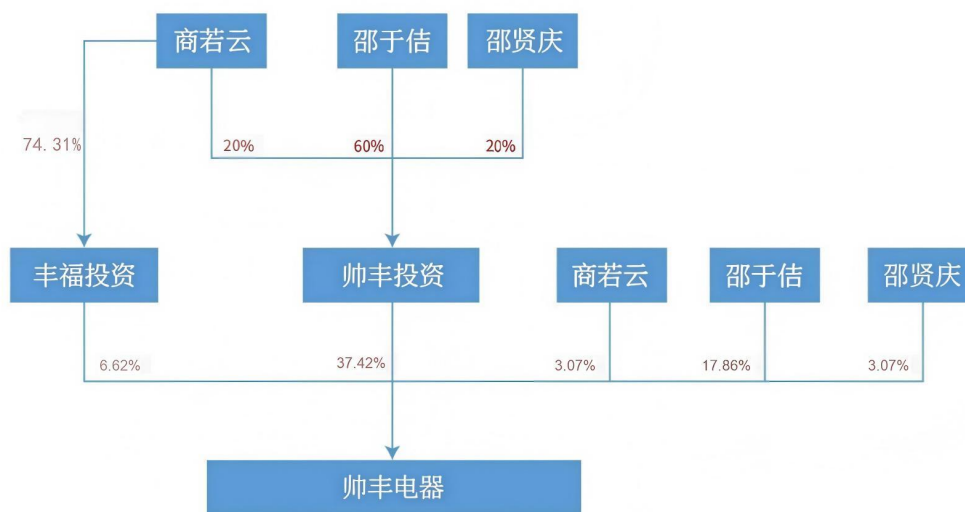 商若云
邵于佶
邵贤庆
74.31%
20%
60%
20%
丰福投资
帅丰投资
商若云
邵于佶
邵贤庆
6.62%
37.42%
3.07%
17.86%
3.07%
帅丰电器